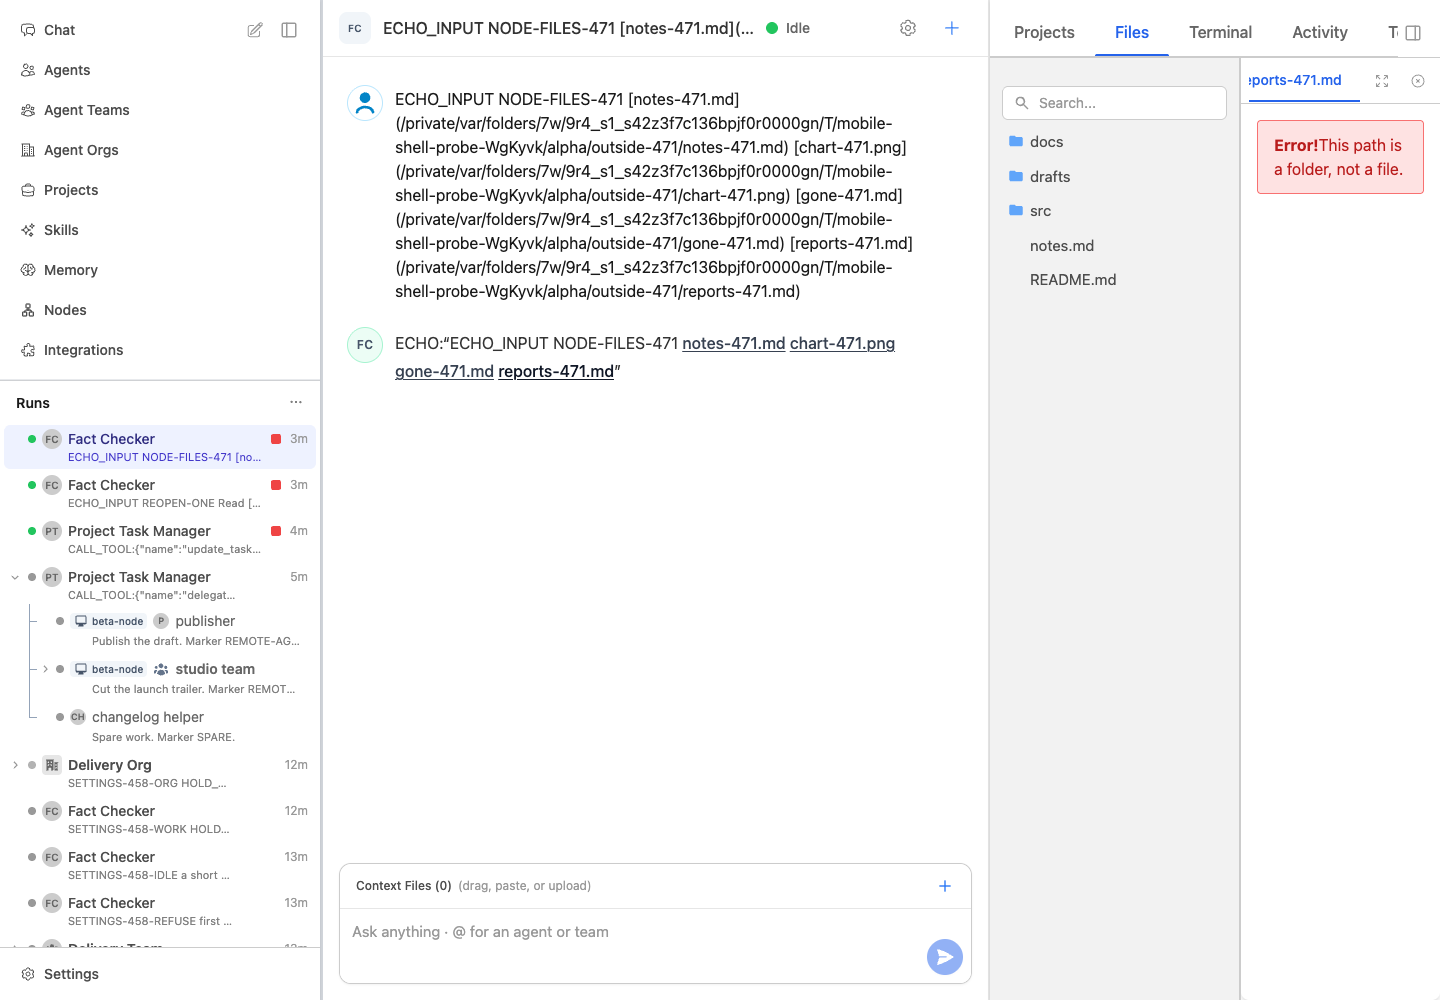 Chat
Agents
Agent Teams
Agent Orgs
Projects
Skills
Memory
Nodes
Integrations
Runs
FC Fact Checker 3m
ECHO_INPUT NODE-FILES-471 [no...
FC Fact Checker 3m
ECHO_INPUT REOPEN-ONE Read [...
PT Project Task Manager 4m
CALL_TOOL:{"name":"update_task...
PT Project Task Manager 5m
CALL_TOOL:{"name":"delegat...
beta-node P publisher
Publish the draft. Marker REMOTE-AG...
beta-node studio team
Cut the launch trailer. Marker REMOT...
CH changelog helper
Spare work. Marker SPARE.
Delivery Org 12m
SETTINGS-458-ORG HOLD_...
FC Fact Checker 12m
SETTINGS-458-WORK HOLD...
FC Fact Checker 13m
SETTINGS-458-IDLE a short ...
FC Fact Checker 13m
SETTINGS-458-REFUSE first ...
Delivery Team 13m
Settings
FC ECHO_INPUT NODE-FILES-471 [notes-471.md](... Idle
ECHO_INPUT NODE-FILES-471 [notes-471.md]
(/private/var/folders/7w/9r4_s1_s42z3f7c136bpjf0r0000gn/T/mobile-
shell-probe-WgKyvk/alpha/outside-471/notes-471.md) [chart-471.png]
(/private/var/folders/7w/9r4_s1_s42z3f7c136bpjf0r0000gn/T/mobile-
shell-probe-WgKyvk/alpha/outside-471/chart-471.png) [gone-471.md]
(/private/var/folders/7w/9r4_s1_s42z3f7c136bpjf0r0000gn/T/mobile-
shell-probe-WgKyvk/alpha/outside-471/gone-471.md) [reports-471.md]
(/private/var/folders/7w/9r4_s1_s42z3f7c136bpjf0r0000gn/T/mobile-
shell-probe-WgKyvk/alpha/outside-471/reports-471.md)
FC ECHO:“ECHO_INPUT NODE-FILES-471 notes-471.md chart-471.png
gone-471.md reports-471.md”
Context Files (0) (drag, paste, or upload)
Ask anything · @ for an agent or team
Projects Files Terminal Activity
Search...
docs
drafts
src
notes.md
README.md
eports-471.md
Error!This path is
a folder, not a file.